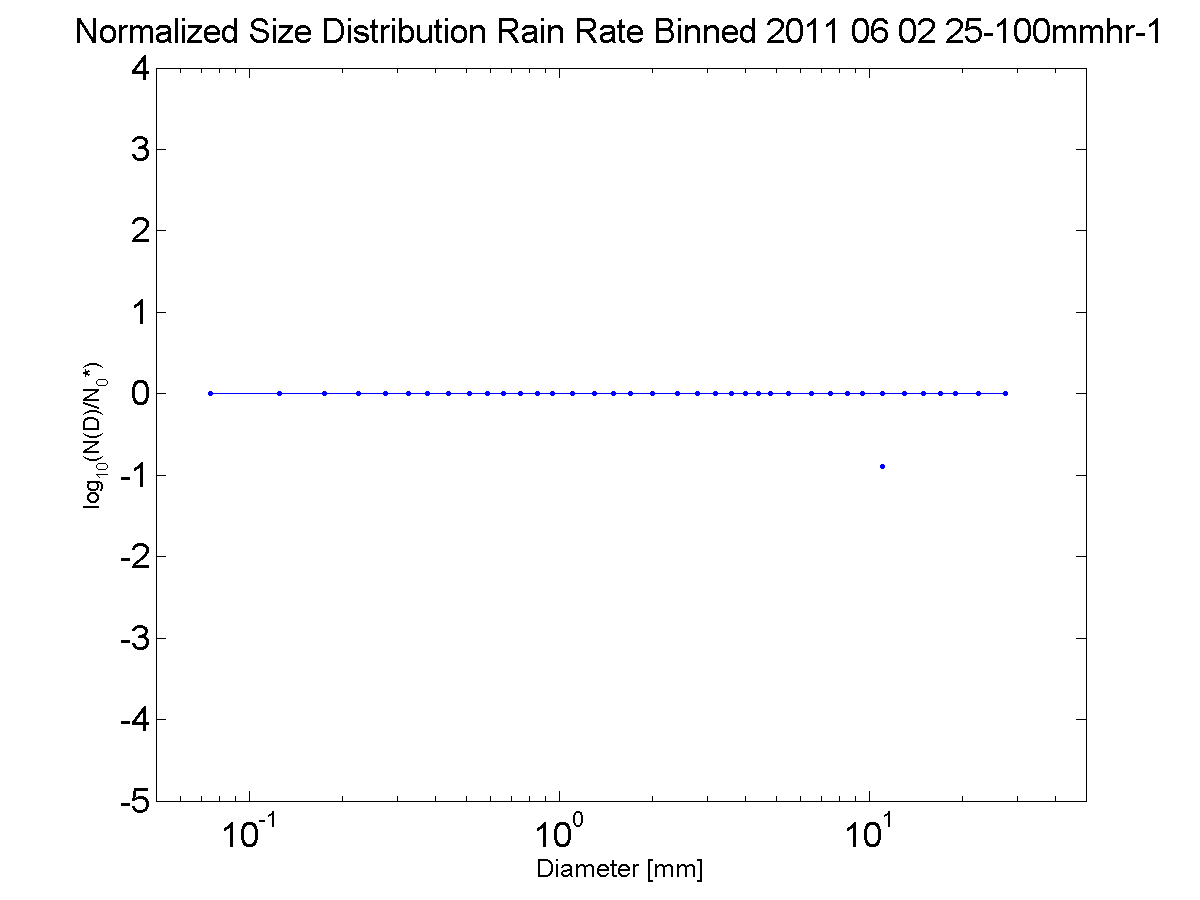 Normalized Size Distribution Rain Rate Binned 2011 06 02 25-100mmhr-1
4
3
2
1
0
-1
-2
-3
-4
-5
log₁₀(N(D)/N₀*)
10⁻¹ 10⁰ 10¹
Diameter [mm]